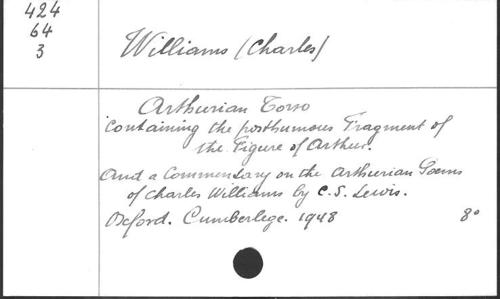 424
64
3
Williams (Charles)
Arthurian Torso
Containing the posthumous Fragment of
the Figure of Arthur.
And a Commentary on the Arthurian Poems
of Charles Williams by C.S. Lewis.
Oxford. Cumberlege. 1948 8º